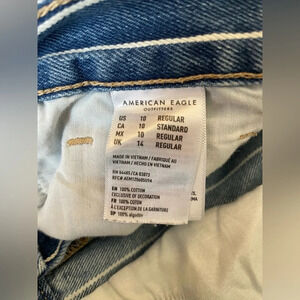 AMERICAN EAGLE
OUTFITTERS
US 10 REGULAR
CA 10 STANDARD
MX 10 REGULAR
UK 14 REGULAR
MADE IN VIETNAM / FABRIQUÉ AU
VIETNAM / HECHO EN VIETNAM
RN 54485 / CA 03873
EN 100% COTTON
EXCLUSIVE OF DECORATION
FR 100% COTON
À L'EXCEPTION DE LA GARNITURE
SP 100% algodón